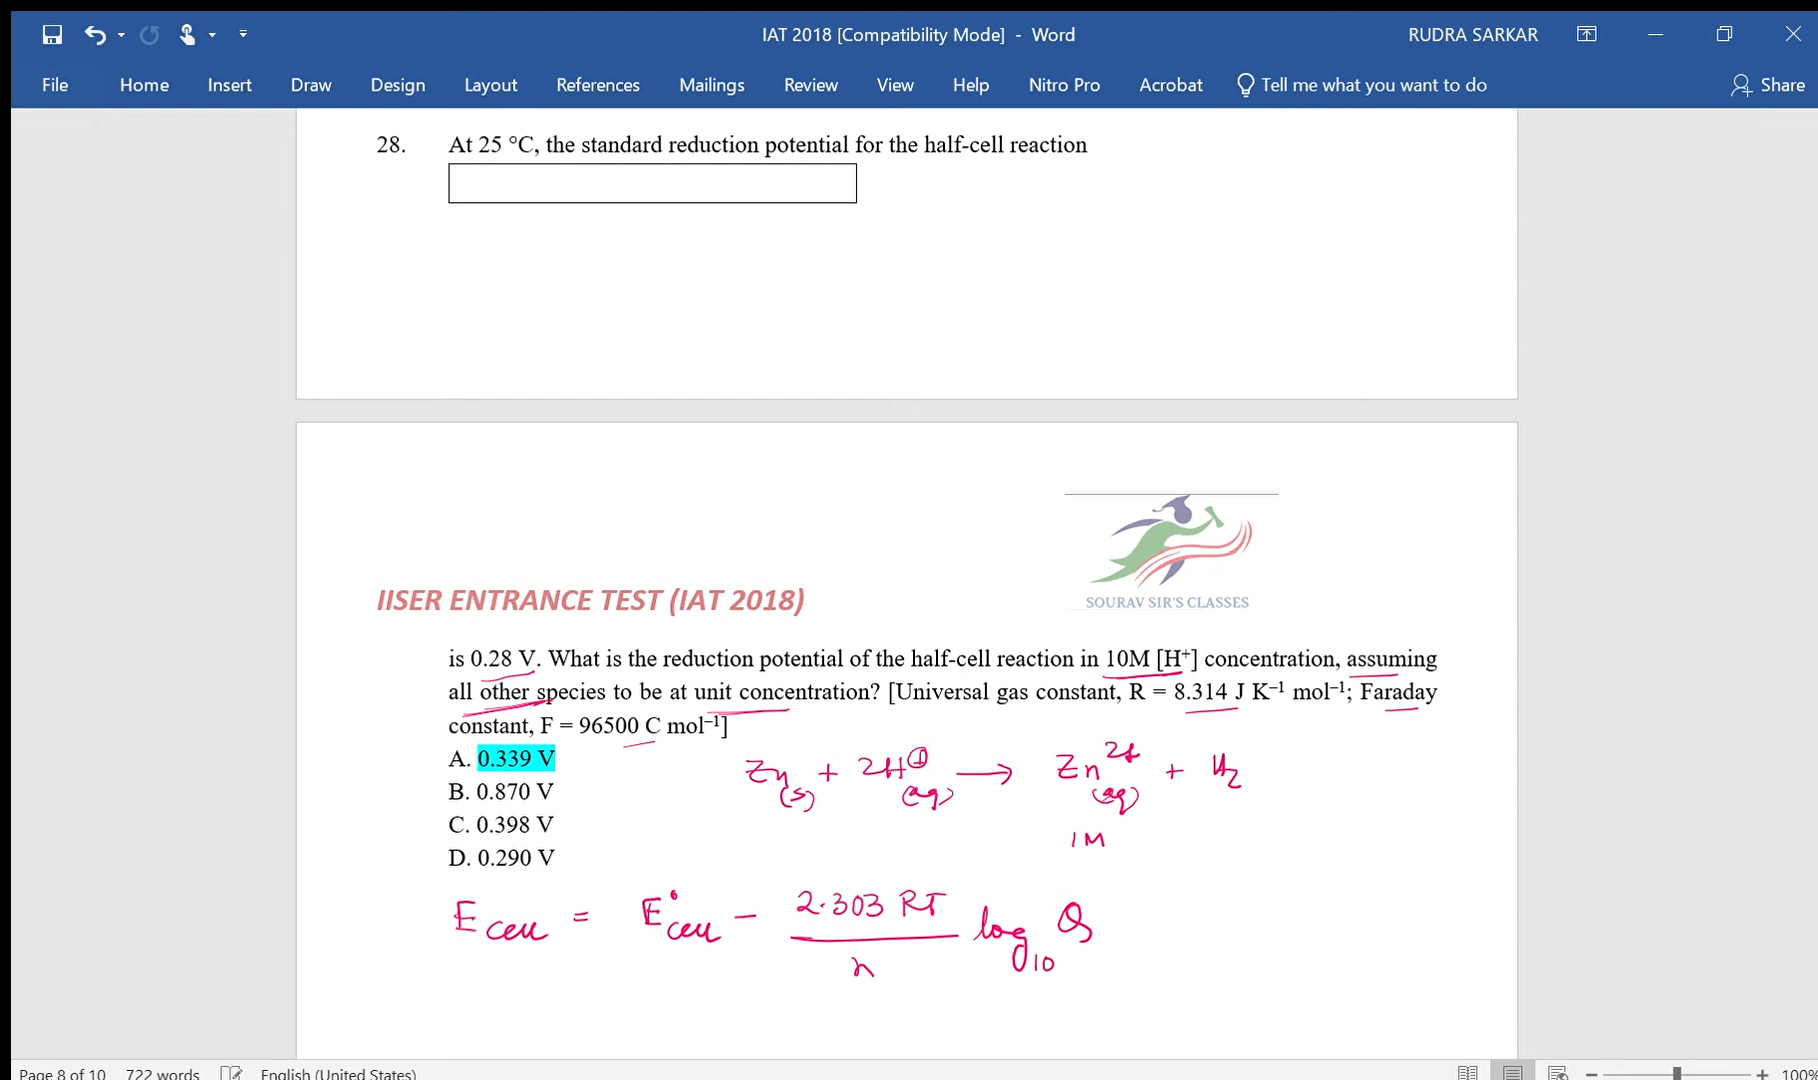 IAT 2018 [Compatibility Mode] - Word
RUDRA SARKAR
File Home Insert Draw Design Layout References Mailings Review View Help Nitro Pro Acrobat Tell me what you want to do Share
28. At 25 °C, the standard reduction potential for the half-cell reaction
SOURAV SIR'S CLASSES
IISER ENTRANCE TEST (IAT 2018)
is 0.28 V. What is the reduction potential of the half-cell reaction in 10M [H⁺] concentration, assuming
all other species to be at unit concentration? [Universal gas constant, R = 8.314 J K⁻¹ mol⁻¹; Faraday
constant, F = 96500 C mol⁻¹]
A. 0.339 V
B. 0.870 V
C. 0.398 V
D. 0.290 V
Zn(s) + 2H⊕(aq) → Zn²⁺(aq) + H₂
1M
E cell = E° cell − 2.303 RT / n log₁₀ Q
Page 8 of 10 722 words English (United States) 100%